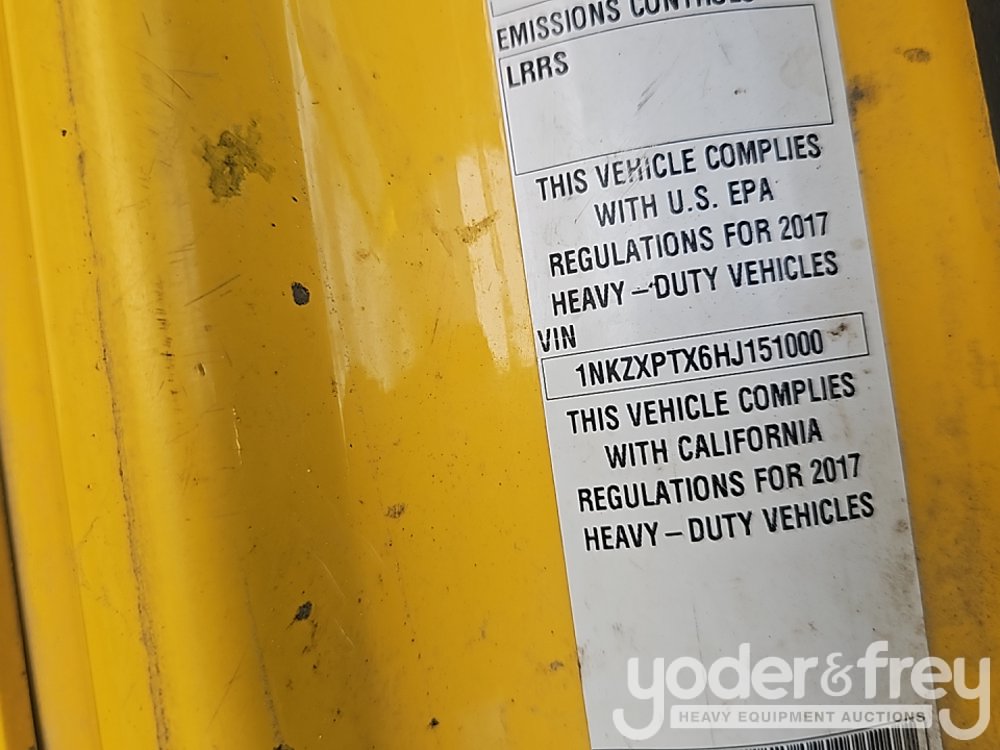 EMISSIONS CONTROLS
LRRS
THIS VEHICLE COMPLIES
WITH U.S. EPA
REGULATIONS FOR 2017
HEAVY-DUTY VEHICLES
VIN
1NKZXPTX6HJ151000
THIS VEHICLE COMPLIES
WITH CALIFORNIA
REGULATIONS FOR 2017
HEAVY-DUTY VEHICLES
yoder&frey
HEAVY EQUIPMENT AUCTIONS